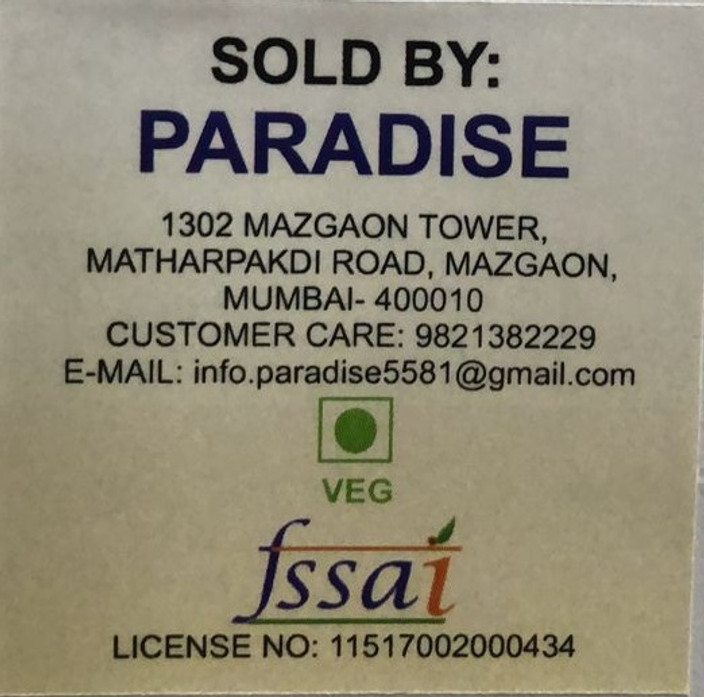 SOLD BY:
PARADISE
1302 MAZGAON TOWER,
MATHARPAKDI ROAD, MAZGAON,
MUMBAI- 400010
CUSTOMER CARE: 9821382229
E-MAIL: info.paradise5581@gmail.com
VEG
fssai
LICENSE NO: 11517002000434